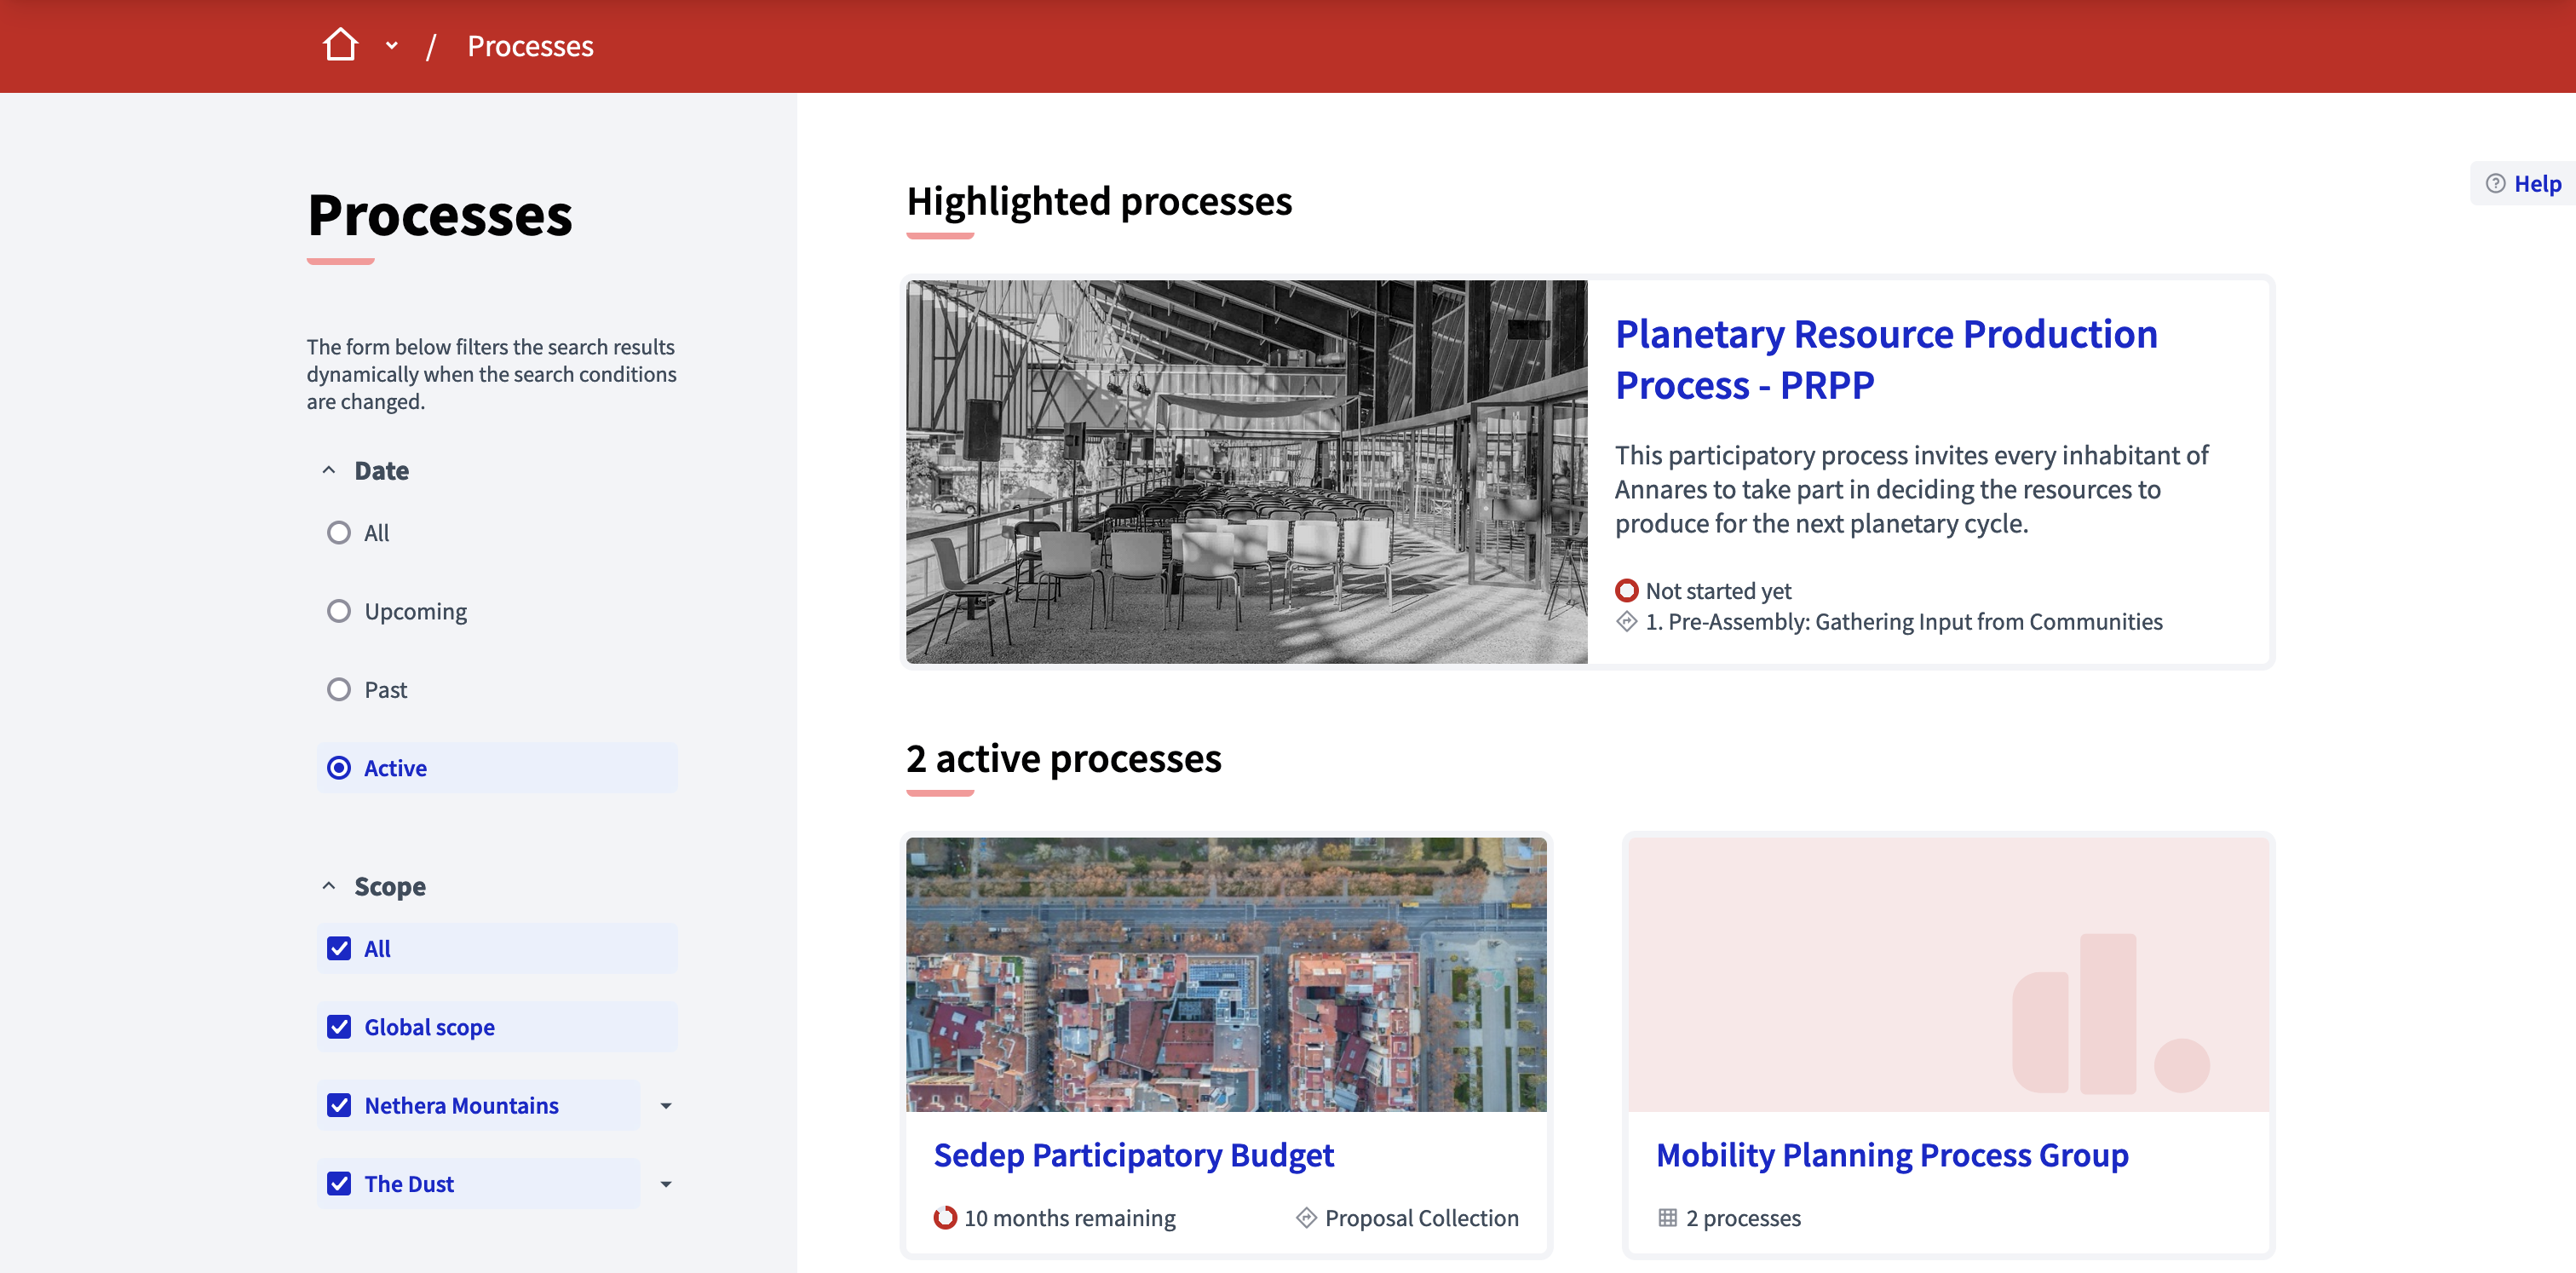 Processes
Help
Processes
The form below filters the search results
dynamically when the search conditions
are changed.
Date
All
Upcoming
Past
Active
Scope
All
Global scope
Nethera Mountains
The Dust
Highlighted processes
Planetary Resource Production
Process - PRPP
This participatory process invites every inhabitant of
Annares to take part in deciding the resources to
produce for the next planetary cycle.
Not started yet
1. Pre-Assembly: Gathering Input from Communities
2 active processes
Sedep Participatory Budget
10 months remaining
Proposal Collection
Mobility Planning Process Group
2 processes